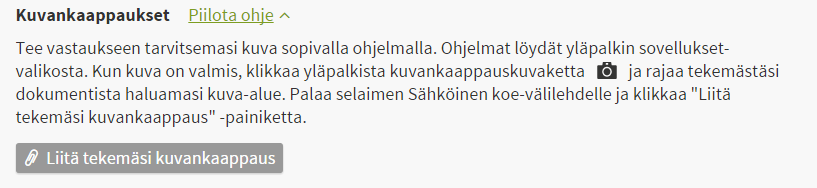 Kuvankaappaukset Piilota ohje
Tee vastaukseen tarvitsemasi kuva sopivalla ohjelmalla. Ohjelmat löydät yläpalkin sovellukset-
valikosta. Kun kuva on valmis, klikkaa yläpalkista kuvankaappauskuvaketta ja rajaa tekemästäsi
dokumentista haluamasi kuva-alue. Palaa selaimen Sähköinen koe-välilehdelle ja klikkaa "Liitä
tekemäsi kuvankaappaus" -painiketta.
Liitä tekemäsi kuvankaappaus